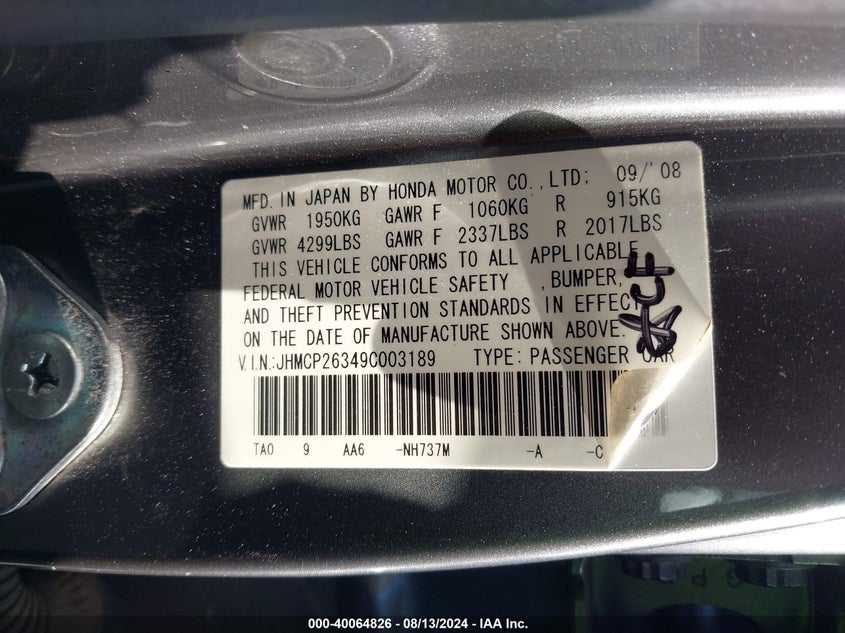 MFD. IN JAPAN BY HONDA MOTOR CO.,LTD; 09/'08
GVWR 1950KG GAWR F 1060KG R 915KG
GVWR 4299LBS GAWR F 2337LBS R 2017LBS
THIS VEHICLE CONFORMS TO ALL APPLICABLE
FEDERAL MOTOR VEHICLE SAFETY , BUMPER,
AND THEFT PREVENTION STANDARDS IN EFFECT
ON THE DATE OF MANUFACTURE SHOWN ABOVE.
V.I.N.:JHMCP26349C003189 TYPE: PASSENGER CAR
TA0 9 AA6 -NH737M -A -C
000-40064826 / 08/13/2024 - IAA Inc.